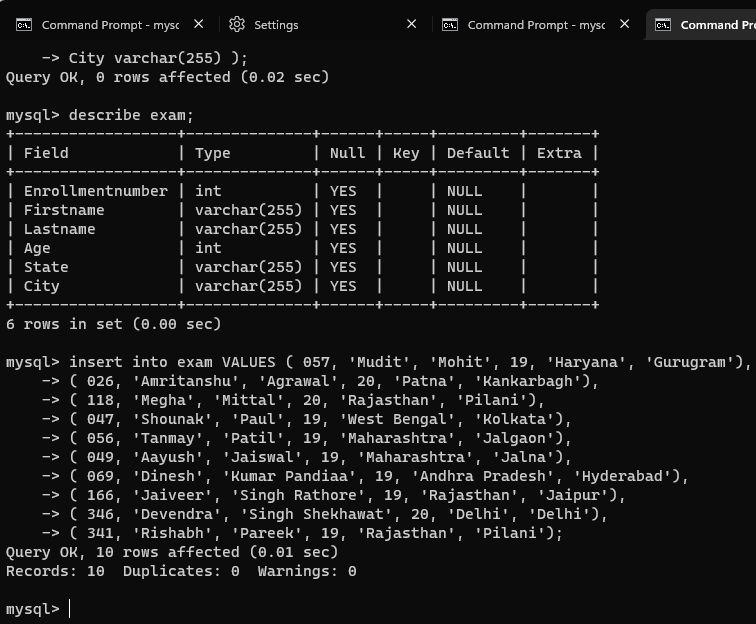 Command Prompt - mysc
Settings
Command Prompt - mysc
Command Pro
    -> City varchar(255) );
Query OK, 0 rows affected (0.02 sec)
mysql> describe exam;
+------------------+--------------+------+-----+---------+-------+
| Field            | Type         | Null | Key | Default | Extra |
+------------------+--------------+------+-----+---------+-------+
| Enrollmentnumber | int          | YES  |     | NULL    |       |
| Firstname        | varchar(255) | YES  |     | NULL    |       |
| Lastname         | varchar(255) | YES  |     | NULL    |       |
| Age              | int          | YES  |     | NULL    |       |
| State            | varchar(255) | YES  |     | NULL    |       |
| City             | varchar(255) | YES  |     | NULL    |       |
+------------------+--------------+------+-----+---------+-------+
6 rows in set (0.00 sec)
mysql> insert into exam VALUES ( 057, 'Mudit', 'Mohit', 19, 'Haryana', 'Gurugram'),
    -> ( 026, 'Amritanshu', 'Agrawal', 20, 'Patna', 'Kankarbagh'),
    -> ( 118, 'Megha', 'Mittal', 20, 'Rajasthan', 'Pilani'),
    -> ( 047, 'Shounak', 'Paul', 19, 'West Bengal', 'Kolkata'),
    -> ( 056, 'Tanmay', 'Patil', 19, 'Maharashtra', 'Jalgaon'),
    -> ( 049, 'Aayush', 'Jaiswal', 19, 'Maharashtra', 'Jalna'),
    -> ( 069, 'Dinesh', 'Kumar Pandiaa', 19, 'Andhra Pradesh', 'Hyderabad'),
    -> ( 166, 'Jaiveer', 'Singh Rathore', 19, 'Rajasthan', 'Jaipur'),
    -> ( 346, 'Devendra', 'Singh Shekhawat', 20, 'Delhi', 'Delhi'),
    -> ( 341, 'Rishabh', 'Pareek', 19, 'Rajasthan', 'Pilani');
Query OK, 10 rows affected (0.01 sec)
Records: 10  Duplicates: 0  Warnings: 0
mysql>